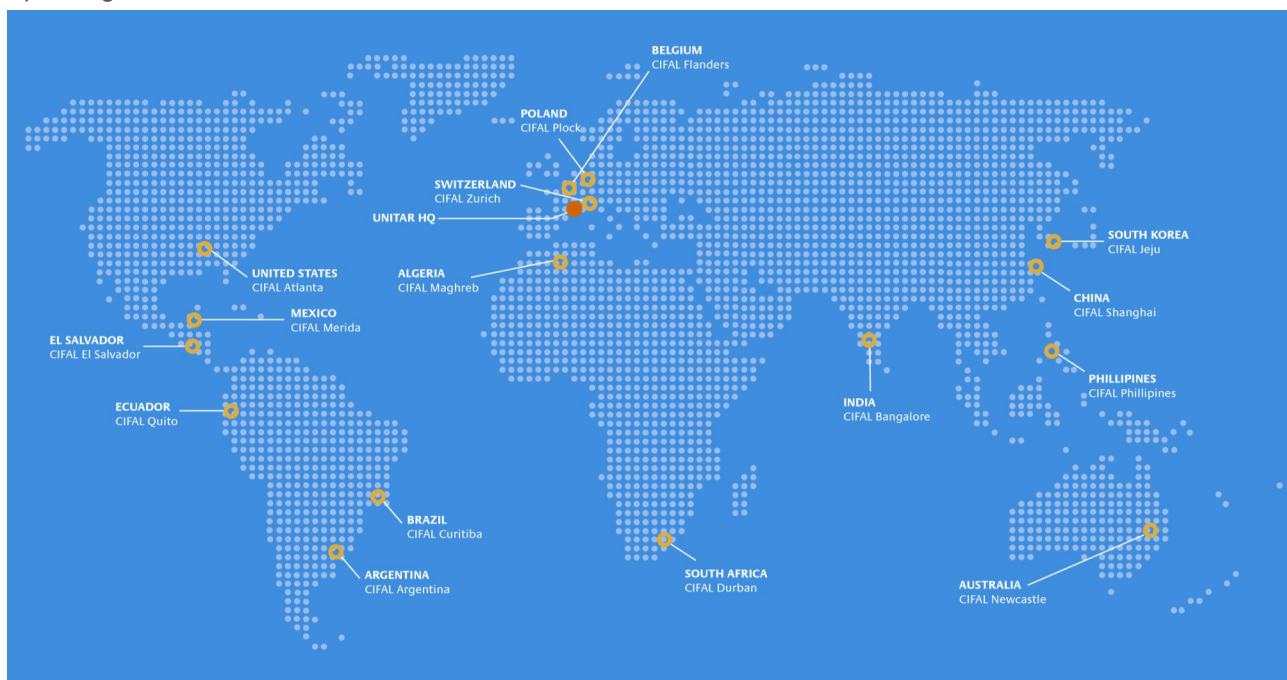 BELGIUM
CIFAL Flanders
POLAND
CIFAL Plock
SWITZERLAND
CIFAL Zurich
UNITAR HQ
SOUTH KOREA
CIFAL Jeju
UNITED STATES
CIFAL Atlanta
ALGERIA
CIFAL Maghreb
CHINA
CIFAL Shanghai
MEXICO
CIFAL Merida
EL SALVADOR
CIFAL El Salvador
PHILLIPINES
CIFAL Phillipines
ECUADOR
CIFAL Quito
INDIA
CIFAL Bangalore
BRAZIL
CIFAL Curitiba
ARGENTINA
CIFAL Argentina
SOUTH AFRICA
CIFAL Durban
AUSTRALIA
CIFAL Newcastle